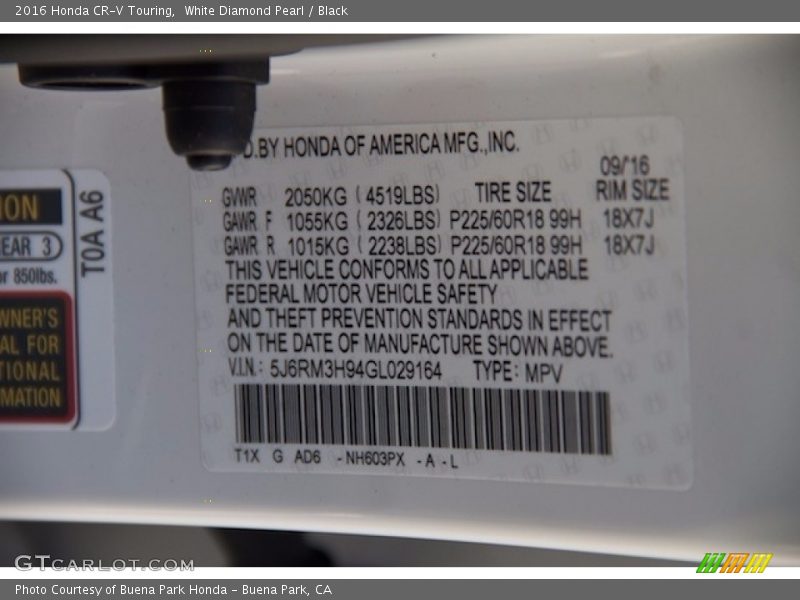 2016 Honda CR-V Touring, White Diamond Pearl / Black
D.BY HONDA OF AMERICA MFG.,INC.
09/'16
GVWR 2050KG ( 4519LBS) TIRE SIZE RIM SIZE
GAWR F 1055KG ( 2326LBS) P225/60R18 99H 18X7J
GAWR R 1015KG ( 2238LBS) P225/60R18 99H 18X7J
THIS VEHICLE CONFORMS TO ALL APPLICABLE
FEDERAL MOTOR VEHICLE SAFETY
AND THEFT PREVENTION STANDARDS IN EFFECT
ON THE DATE OF MANUFACTURE SHOWN ABOVE.
V.I.N.: 5J6RM3H94GL029164 TYPE: MPV
T1X G AD6 -NH603PX -A -L
ION
EAR 3
or 850lbs.
WNER'S
AL FOR
TIONAL
MATION
T0A A6
GTCARLOT.COM
Photo Courtesy of Buena Park Honda - Buena Park, CA